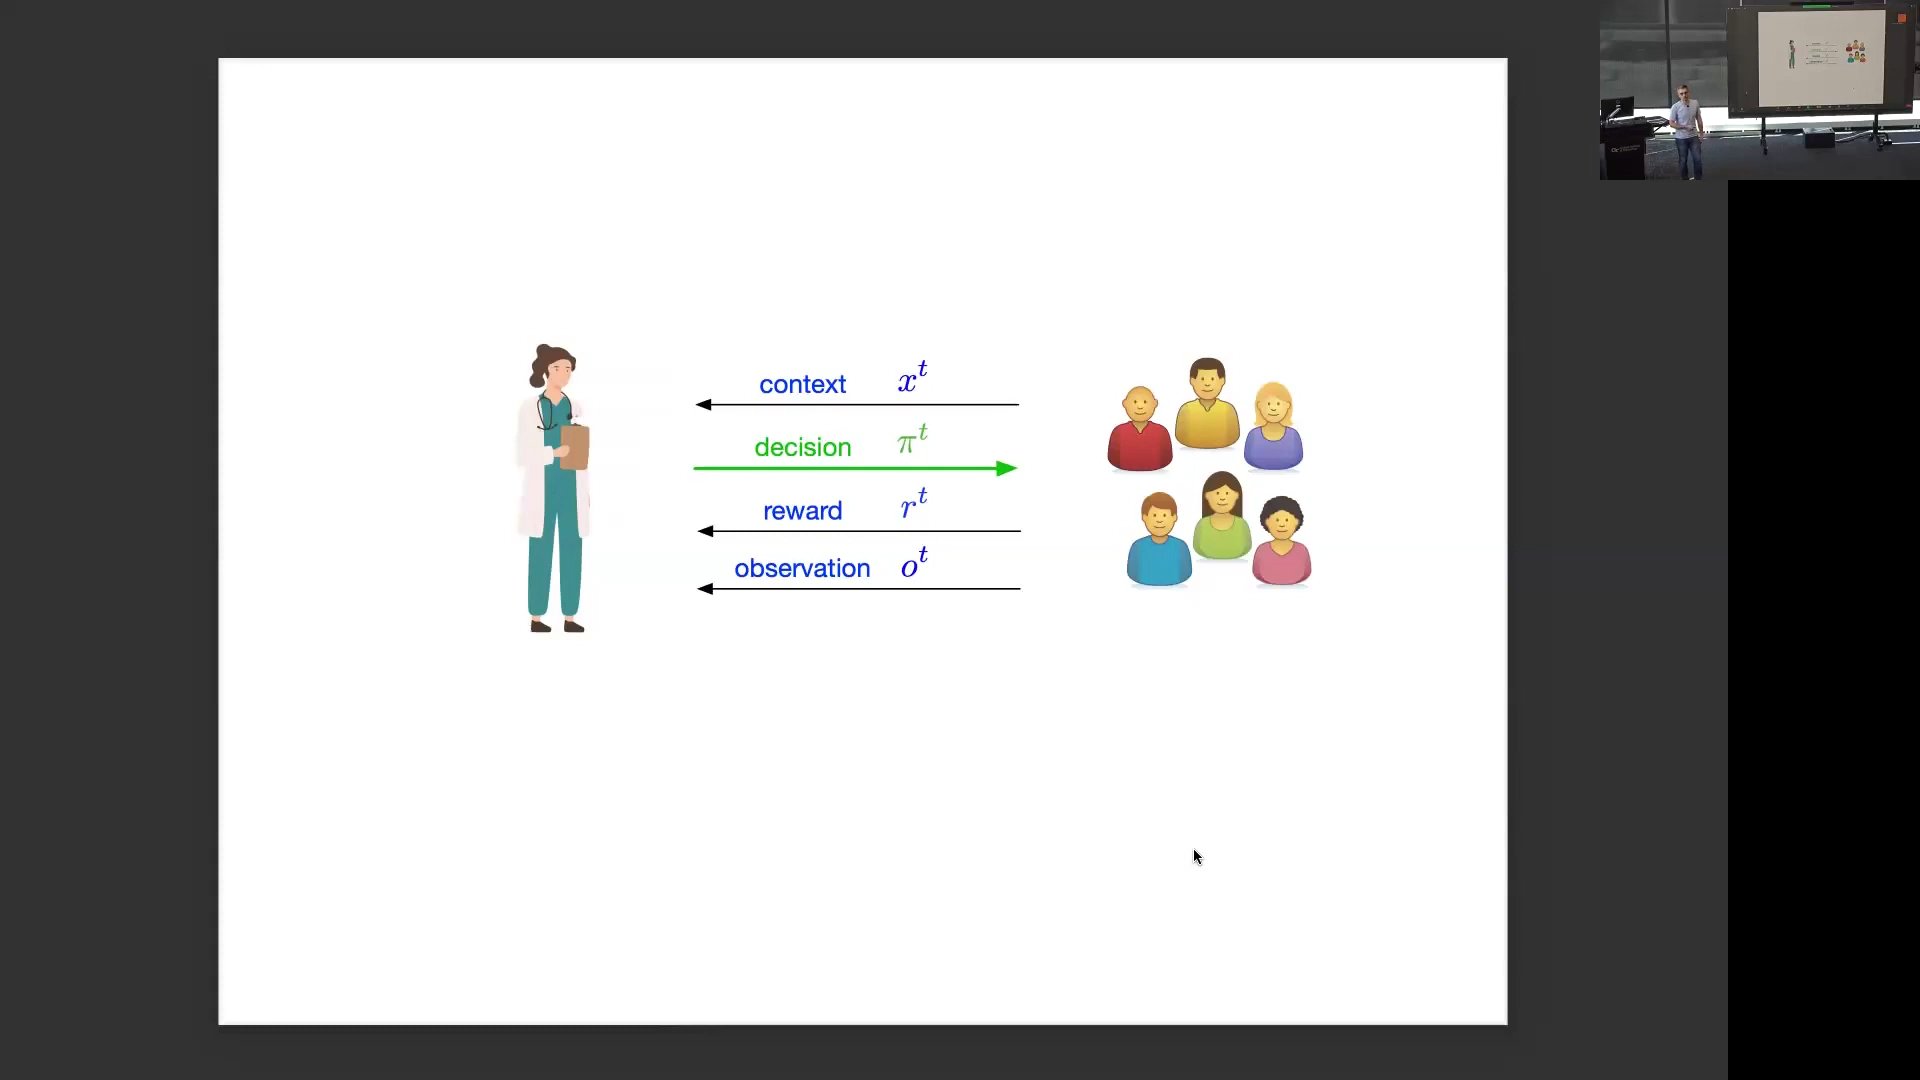 context x^t
decision π^t
reward r^t
observation o^t